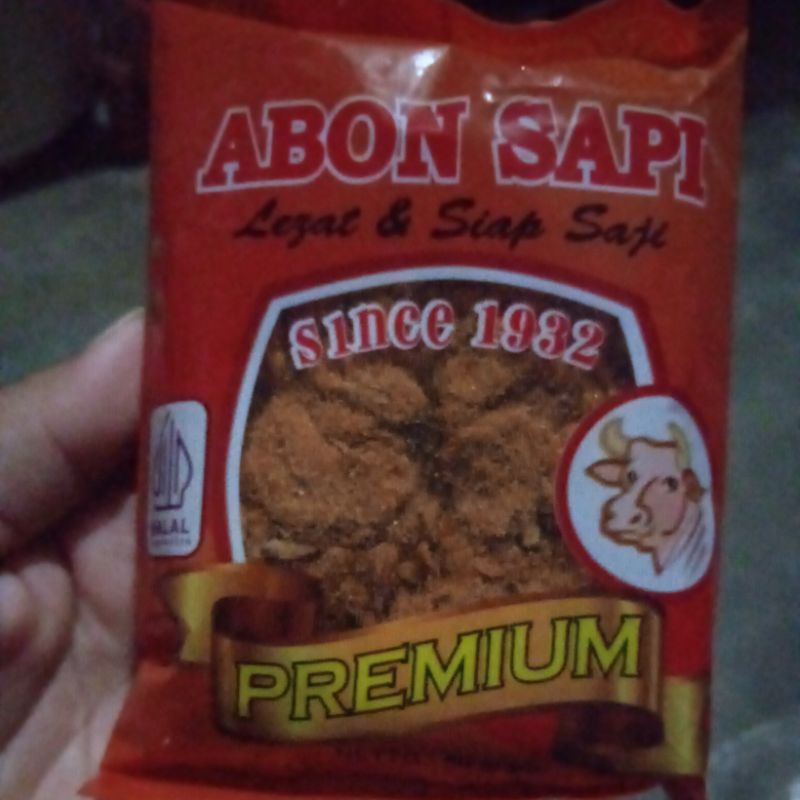 ABON SAPI
Lezat & Siap Saji
SINCE 1932
HALAL
PREMIUM